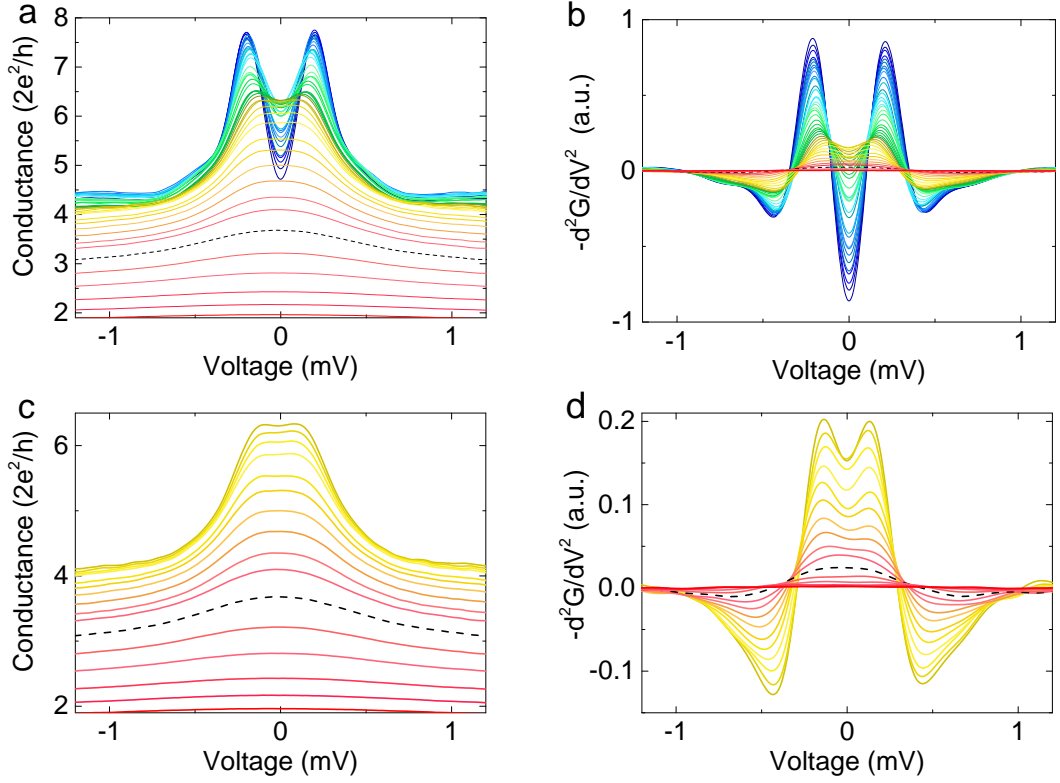 a
Conductance (2e²/h)
8
7
6
5
4
3
2
-1
0
1
Voltage (mV)
b
-d²G/dV² (a.u.)
1
0
-1
-1
0
1
Voltage (mV)
c
Conductance (2e²/h)
6
4
2
-1
0
1
Voltage (mV)
d
-d²G/dV² (a.u.)
0.2
0.1
0.0
-0.1
-1
0
1
Voltage (mV)